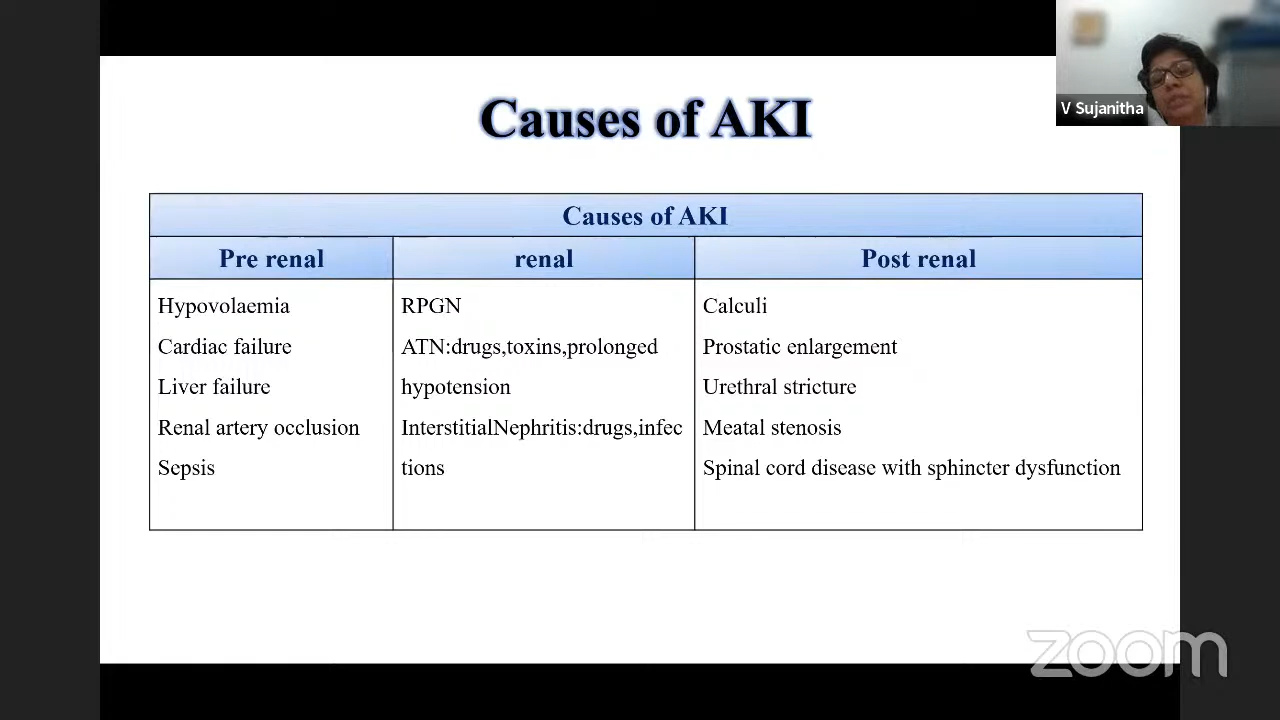 V Sujanitha
Causes of AKI
Causes of AKI
Pre renal
renal
Post renal
Hypovolaemia
Cardiac failure
Liver failure
Renal artery occlusion
Sepsis
RPGN
ATN:drugs,toxins,prolonged
hypotension
InterstitialNephritis:drugs,infec
tions
Calculi
Prostatic enlargement
Urethral stricture
Meatal stenosis
Spinal cord disease with sphincter dysfunction
zoom